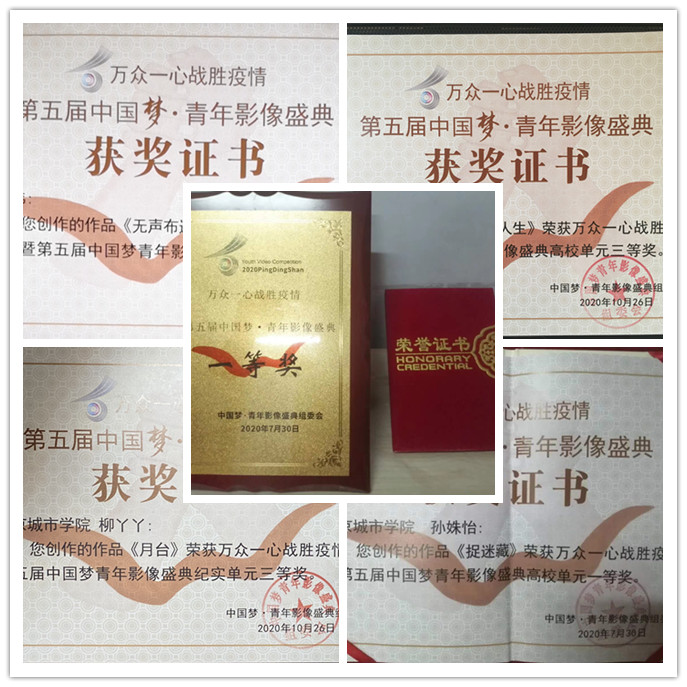 万众一心战胜疫情
第五届中国梦·青年影像盛典
获奖证书
您创作的作品《无声布
暨第五届中国梦青年影
万众一心战胜疫情
第五届中国梦·青年影像盛典
获奖证书
人生》荣获万众一心战胜
像盛典高校单元三等奖。
中国梦·青年影像盛典组
2020年10月26日
Youth Video Competition
2020PingDingShan
万众一心战胜疫情
第五届中国梦·青年影像盛典
一等奖
中国梦·青年影像盛典组委会
2020年7月30日
荣誉证书
HONORARY
CREDENTIAL
万众一
第五届中国梦·
获奖
京城市学院 柳丫丫:
您创作的作品《月台》荣获万众一心战胜疫情
五届中国梦青年影像盛典纪实单元三等奖。
中国梦·青年影像盛典
2020年10月26日
心战胜疫情
青年影像盛典
证书
京城市学院 孙姝怡:
您创作的作品《捉迷藏》荣获万众一心战胜疫
第五届中国梦青年影像盛典高校单元一等奖。
中国梦·青年影像盛典组
2020年7月30日